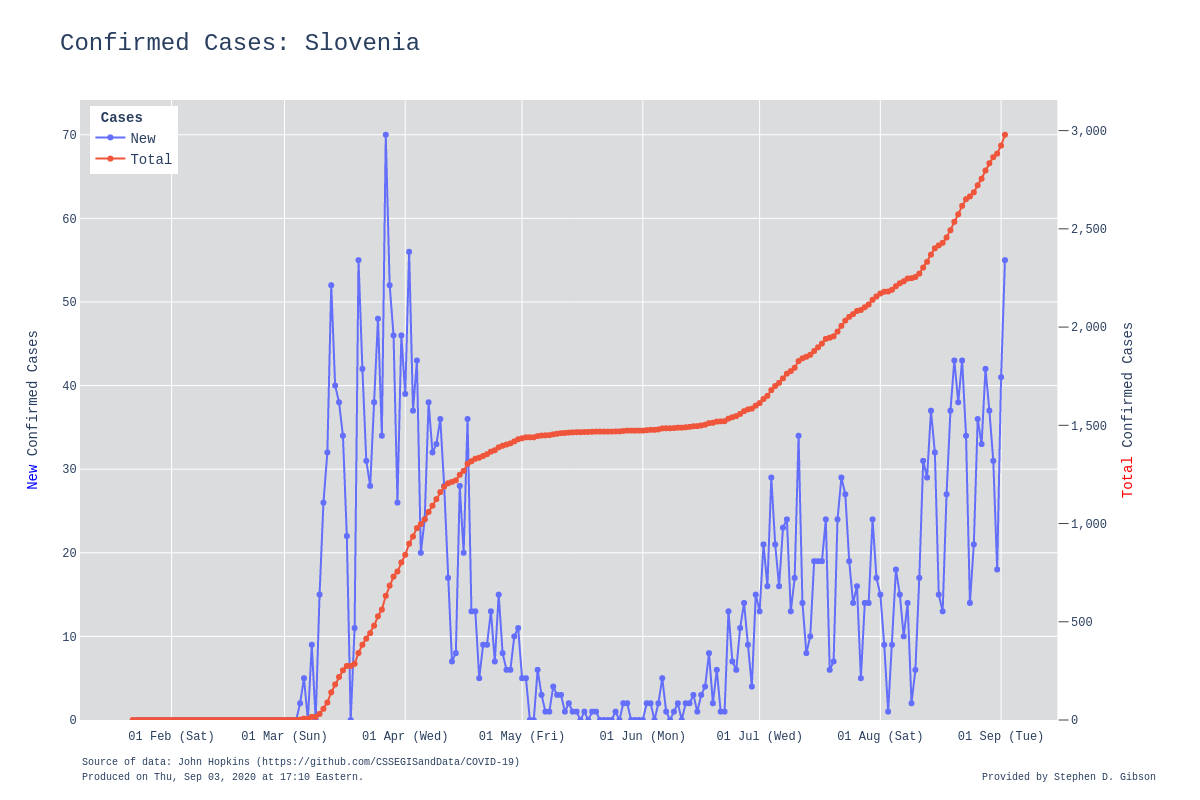 Confirmed Cases: Slovenia
Cases
New
Total
70
60
50
40
30
20
10
0
3,000
2,500
2,000
1,500
1,000
500
0
New Confirmed Cases
Total Confirmed Cases
01 Feb (Sat)
01 Mar (Sun)
01 Apr (Wed)
01 May (Fri)
01 Jun (Mon)
01 Jul (Wed)
01 Aug (Sat)
01 Sep (Tue)
Source of data: John Hopkins (https://github.com/CSSEGISandData/COVID-19)
Produced on Thu, Sep 03, 2020 at 17:10 Eastern.
Provided by Stephen D. Gibson